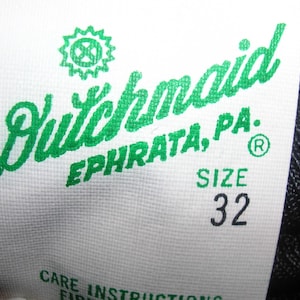 Dutchmaid
EPHRATA, PA.
®
SIZE
32
CARE INSTRUCTIONS